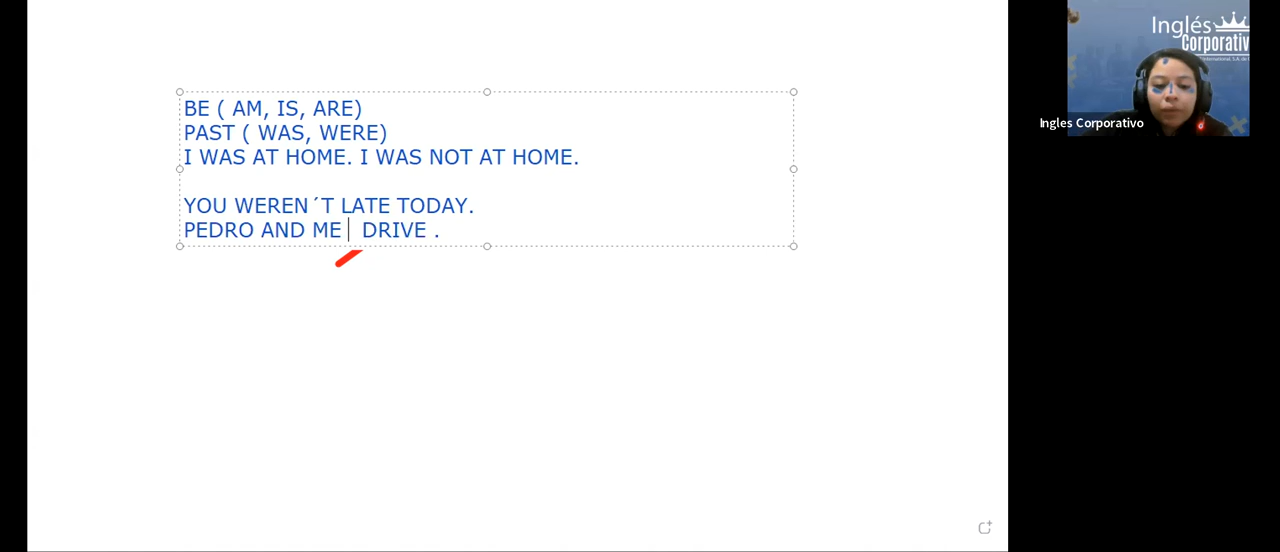 BE ( AM, IS, ARE)
PAST ( WAS, WERE)
I WAS AT HOME. I WAS NOT AT HOME.
YOU WEREN´T LATE TODAY.
PEDRO AND ME DRIVE .
Inglés
Corporativ
Ingles Corporativo